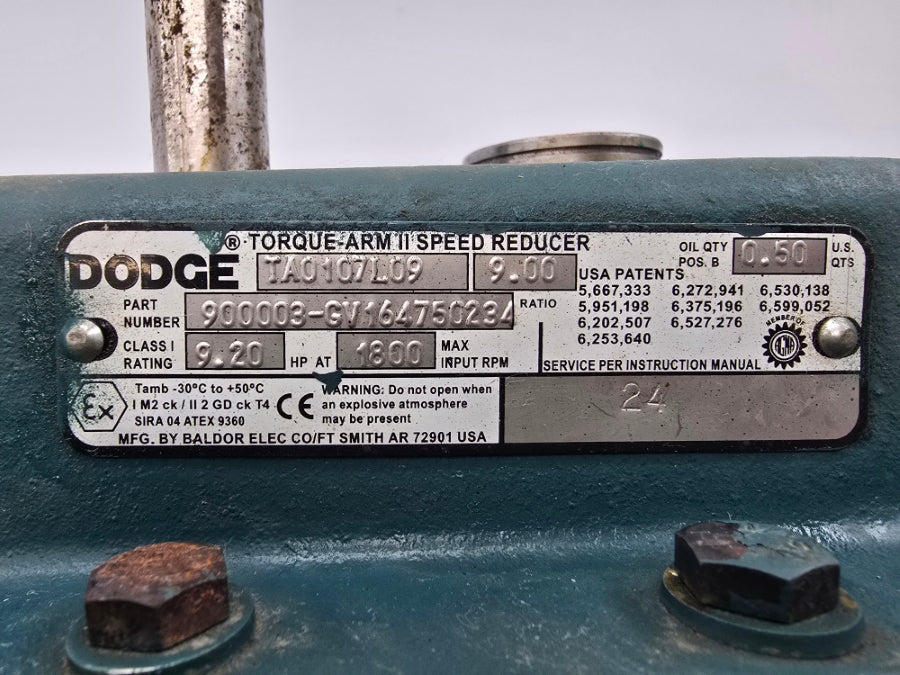 ® TORQUE-ARM II SPEED REDUCER
DODGE TA0107L09 9.00
OIL QTY POS. B 0.50 U.S. QTS
PART NUMBER 900003-GV164750234 RATIO
CLASS I RATING 9.20 HP AT 1800 MAX INPUT RPM
USA PATENTS
5,667,333 6,272,941 6,530,138
5,951,198 6,375,196 6,599,052
6,202,507 6,527,276
6,253,640
MEMBER OF AGMA
SERVICE PER INSTRUCTION MANUAL
24
Ex
Tamb -30°C to +50°C
I M2 ck / II 2 GD ck T4
SIRA 04 ATEX 9360
CE
WARNING: Do not open when
an explosive atmosphere
may be present
MFG. BY BALDOR ELEC CO/FT SMITH AR 72901 USA